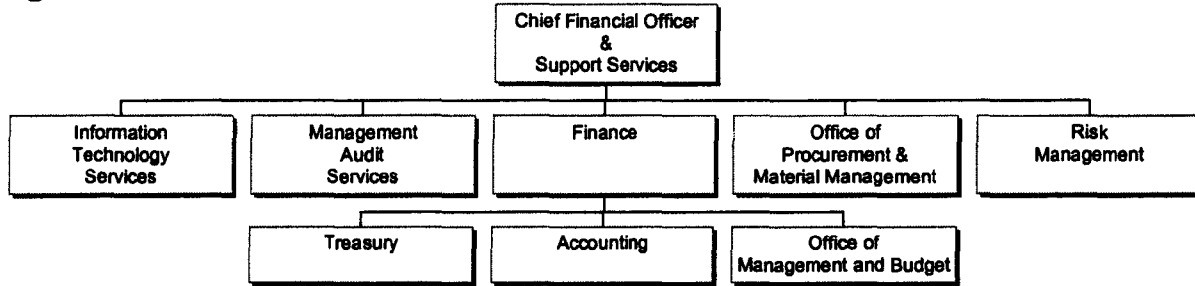 Chief Financial Officer
&
Support Services
Information
Technology
Services
Management
Audit
Services
Finance
Office of
Procurement &
Material Management
Risk
Management
Treasury
Accounting
Office of
Management and Budget